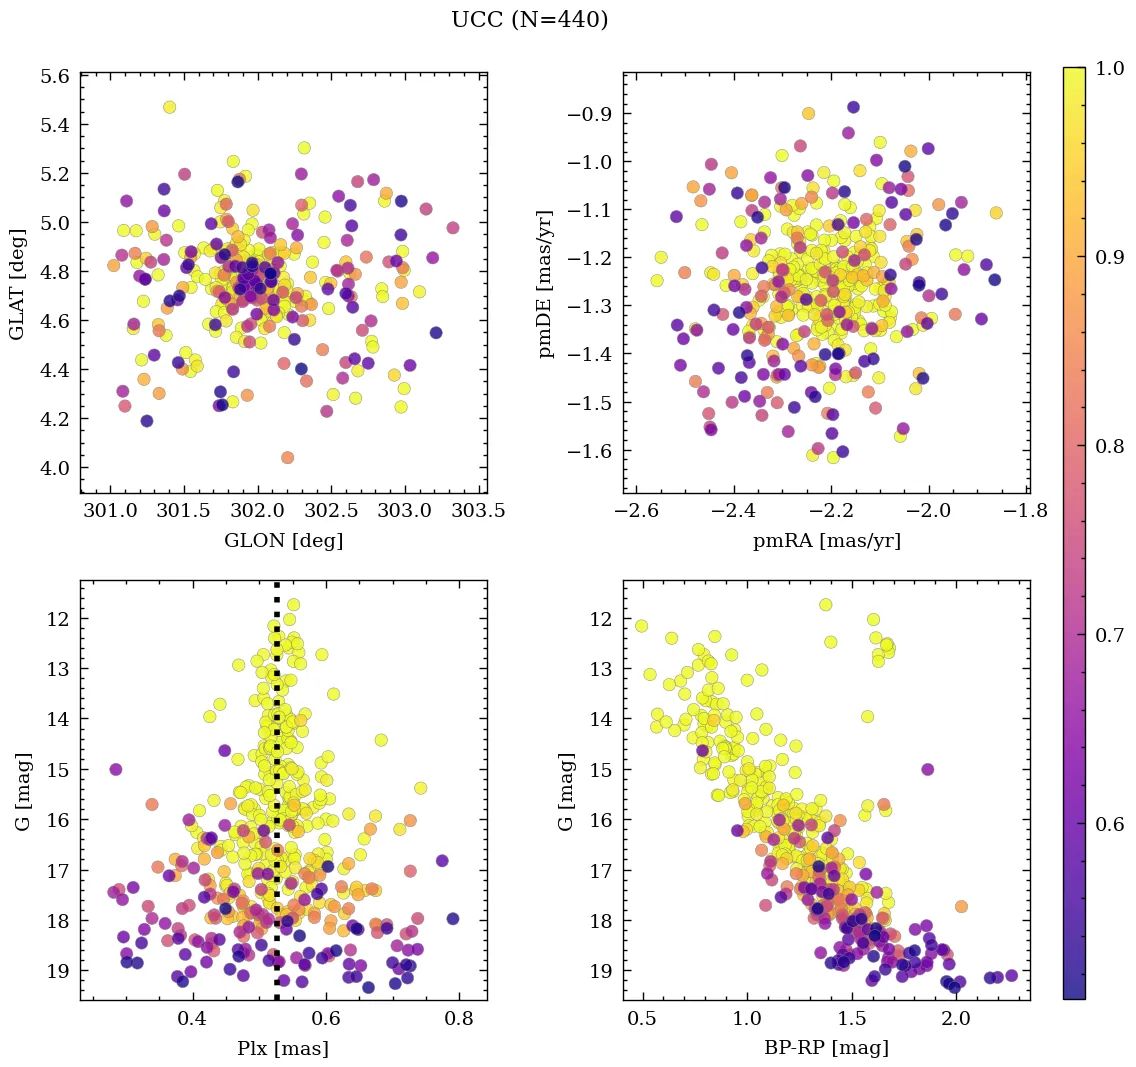 UCC (N=440)
5.6
5.4
5.2
5.0
4.8
4.6
4.4
4.2
4.0
GLAT [deg]
301.0 301.5 302.0 302.5 303.0 303.5
GLON [deg]
−0.9
−1.0
−1.1
−1.2
−1.3
−1.4
−1.5
−1.6
pmDE [mas/yr]
−2.6 −2.4 −2.2 −2.0 −1.8
pmRA [mas/yr]
1.0
0.9
0.8
0.7
0.6
12
13
14
15
16
17
18
19
G [mag]
0.4 0.6 0.8
Plx [mas]
12
13
14
15
16
17
18
19
G [mag]
0.5 1.0 1.5 2.0
BP-RP [mag]